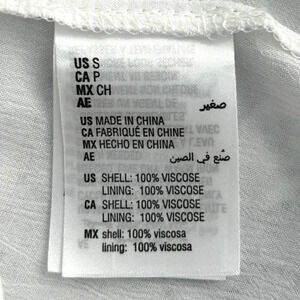 US S
CA P
MX CH
AE صغير
US MADE IN CHINA
CA FABRIQUÉ EN CHINE
MX HECHO EN CHINA
AE صُنع في الصين
US SHELL: 100% VISCOSE
LINING: 100% VISCOSE
CA SHELL: 100% VISCOSE
LINING: 100% VISCOSE
MX shell: 100% viscosa
lining: 100% viscosa